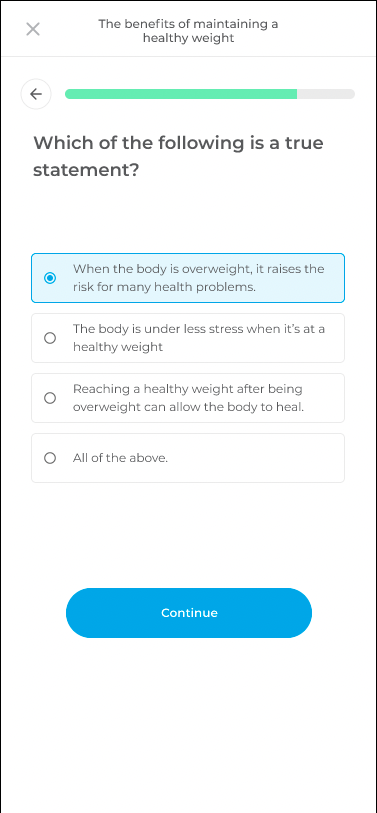 The benefits of maintaining a
healthy weight
Which of the following is a true
statement?
When the body is overweight, it raises the
risk for many health problems.
The body is under less stress when it's at a
healthy weight
Reaching a healthy weight after being
overweight can allow the body to heal.
All of the above.
Continue